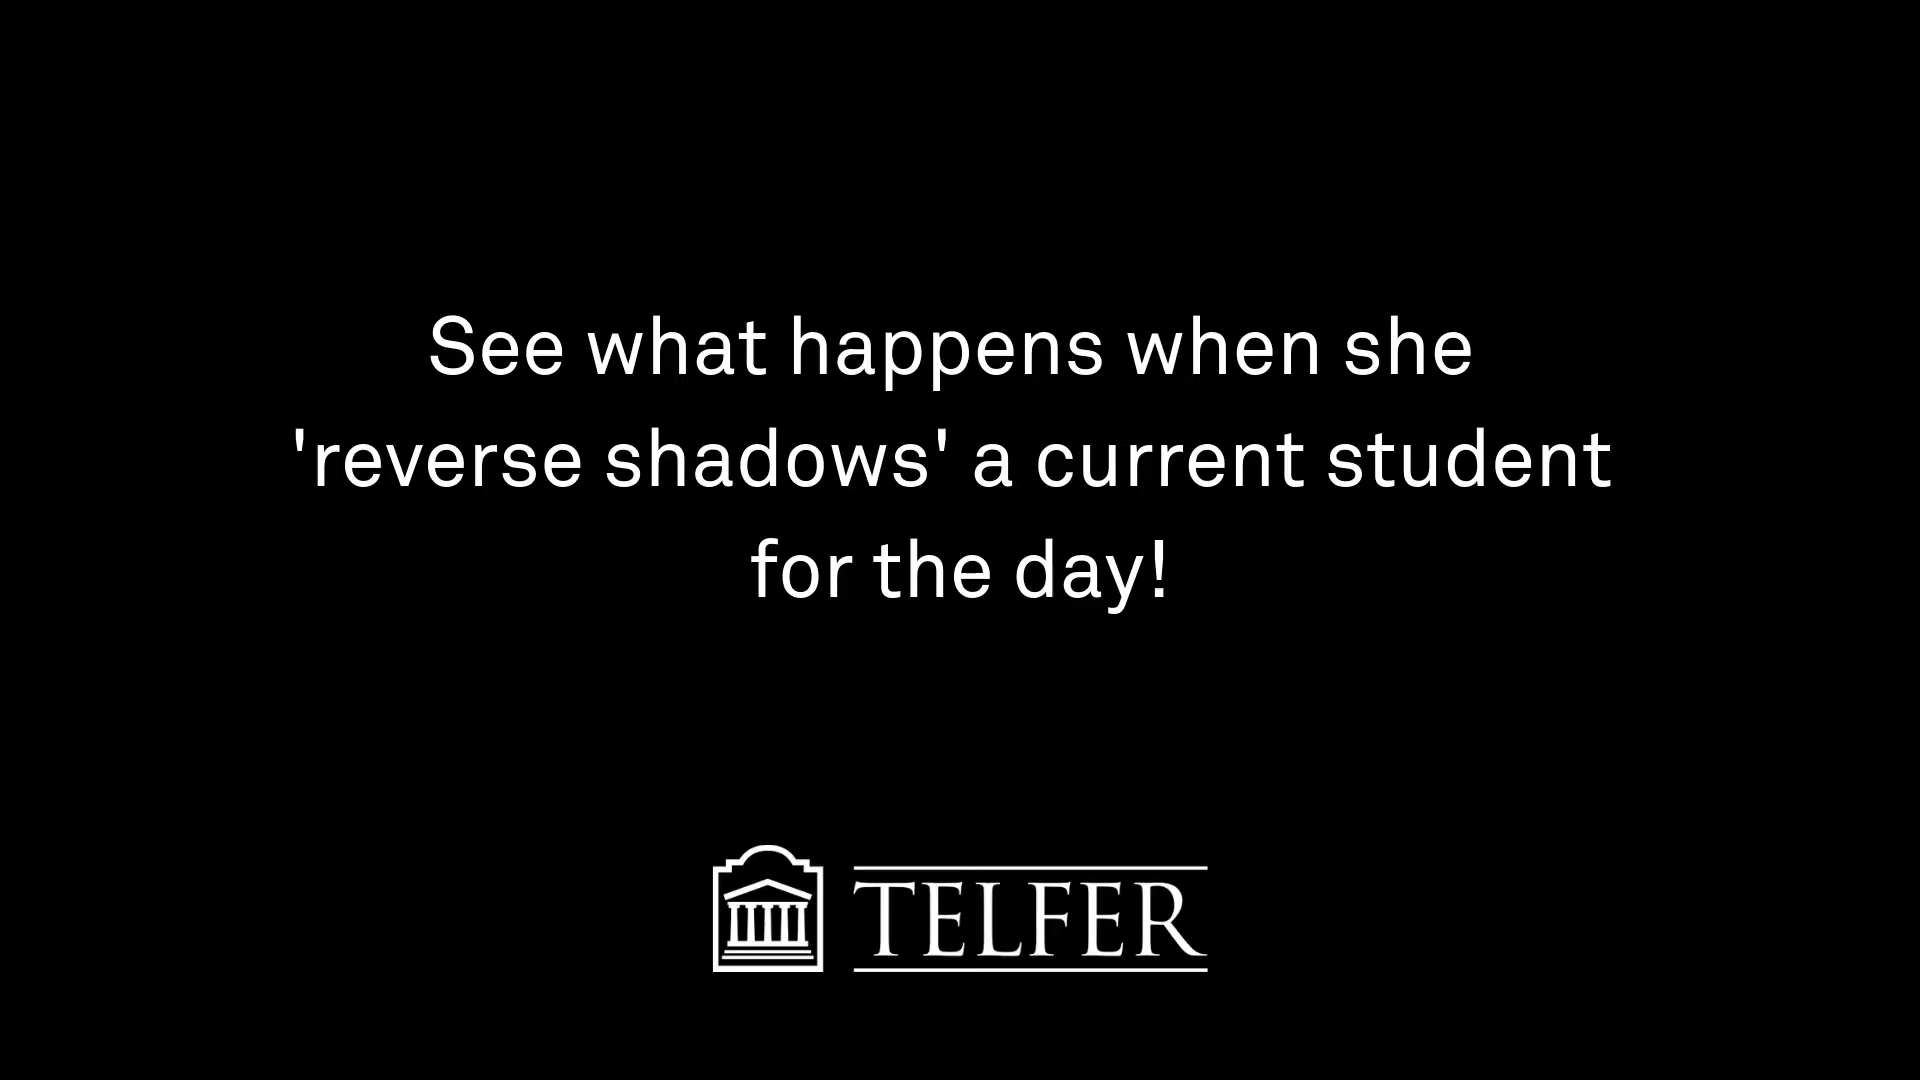 See what happens when she
'reverse shadows' a current student
for the day!
TELFER